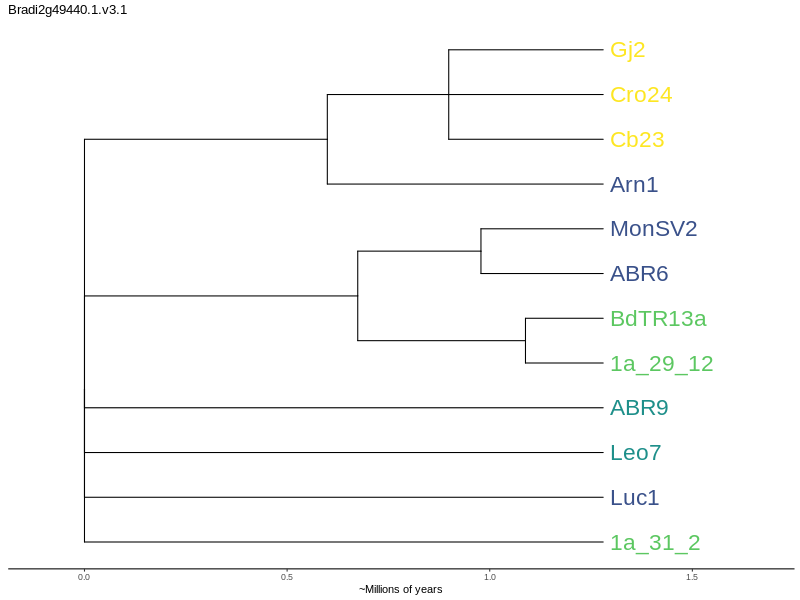 Bradi2g49440.1.v3.1
Gj2
Cro24
Cb23
Arn1
MonSV2
ABR6
BdTR13a
1a_29_12
ABR9
Leo7
Luc1
1a_31_2
0.0 0.5 1.0 1.5
~Millions of years